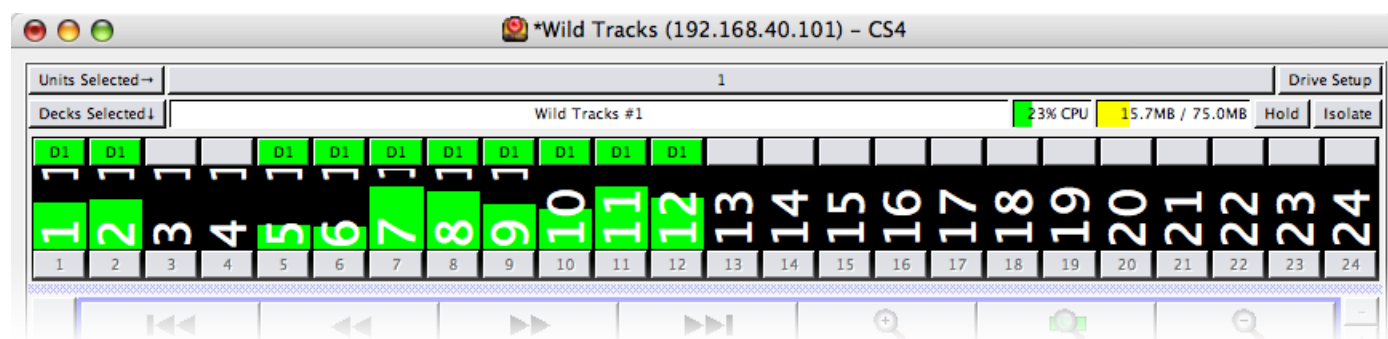 *Wild Tracks (192.168.40.101) – CS4
Units Selected→ 1 Drive Setup
Decks Selected↓ Wild Tracks #1 23% CPU 15.7MB / 75.0MB Hold Isolate
D1 D1 D1 D1 D1 D1 D1 D1 D1 D1
1 2 3 4 5 6 7 8 9 10 11 12 13 14 15 16 17 18 19 20 21 22 23 24
1 2 3 4 5 6 7 8 9 10 11 12 13 14 15 16 17 18 19 20 21 22 23 24